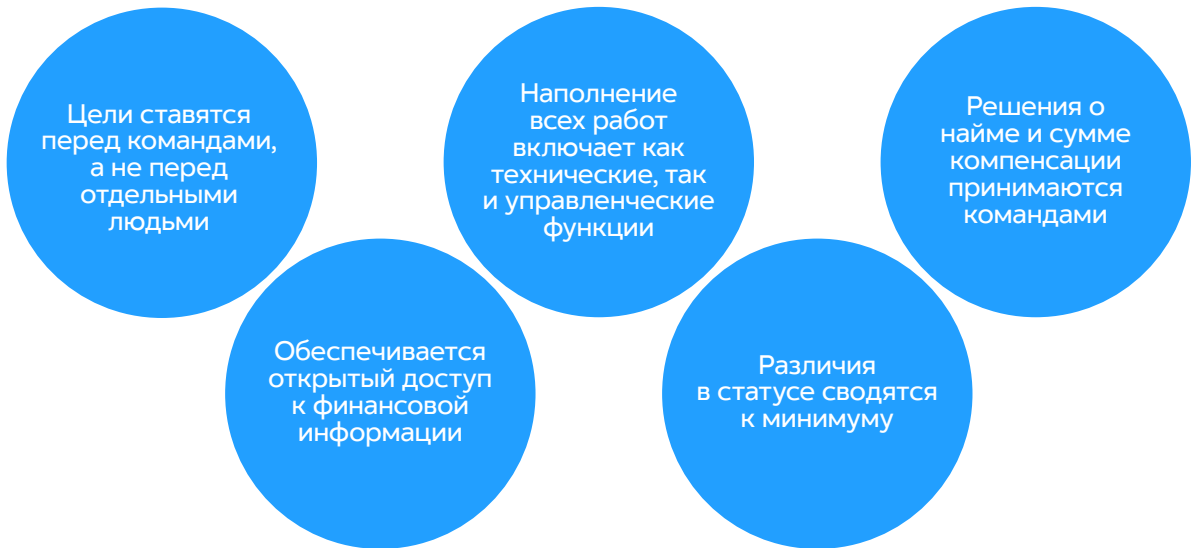 Цели ставятся
перед командами,
а не перед
отдельными
людьми
Обеспечивается
открытый доступ
к финансовой
информации
Наполнение
всех работ
включает как
технические, так
и управленческие
функции
Различия
в статусе сводятся
к минимуму
Решения о
найме и сумме
компенсации
принимаются
командами